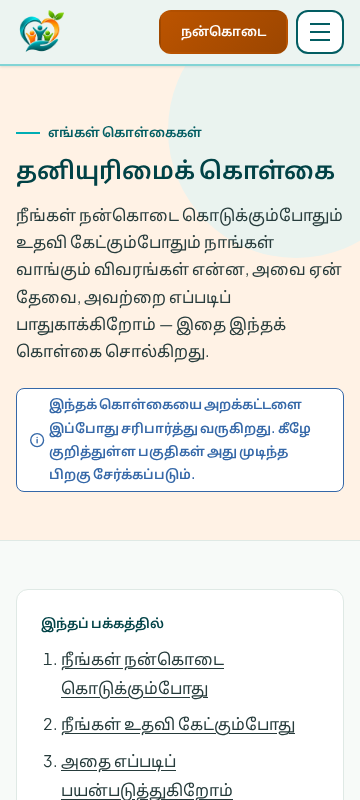 நன்கொடை
எங்கள் கொள்கைகள்
தனியுரிமைக் கொள்கை
நீங்கள் நன்கொடை கொடுக்கும்போதும்
உதவி கேட்கும்போதும் நாங்கள்
வாங்கும் விவரங்கள் என்ன, அவை ஏன்
தேவை, அவற்றை எப்படிப்
பாதுகாக்கிறோம் — இதை இந்தக்
கொள்கை சொல்கிறது.
இந்தக் கொள்கையை அறக்கட்டளை
இப்போது சரிபார்த்து வருகிறது. கீழே
குறித்துள்ள பகுதிகள் அது முடிந்த
பிறகு சேர்க்கப்படும்.
இந்தப் பக்கத்தில்
1. நீங்கள் நன்கொடை
கொடுக்கும்போது
2. நீங்கள் உதவி கேட்கும்போது
3. அதை எப்படிப்
பயன்படுத்துகிறோம்